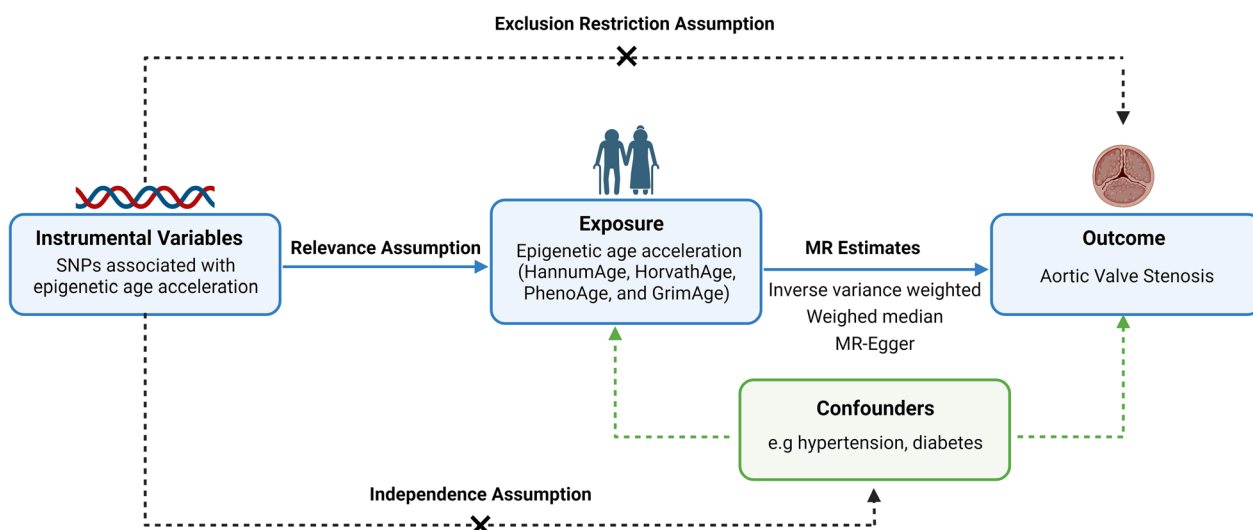 Exclusion Restriction Assumption
Instrumental Variables
SNPs associated with
epigenetic age acceleration
Relevance Assumption
Exposure
Epigenetic age acceleration
(HannumAge, HorvathAge,
PhenoAge, and GrimAge)
MR Estimates
Inverse variance weighted
Weighed median
MR-Egger
Outcome
Aortic Valve Stenosis
Confounders
e.g hypertension, diabetes
Independence Assumption